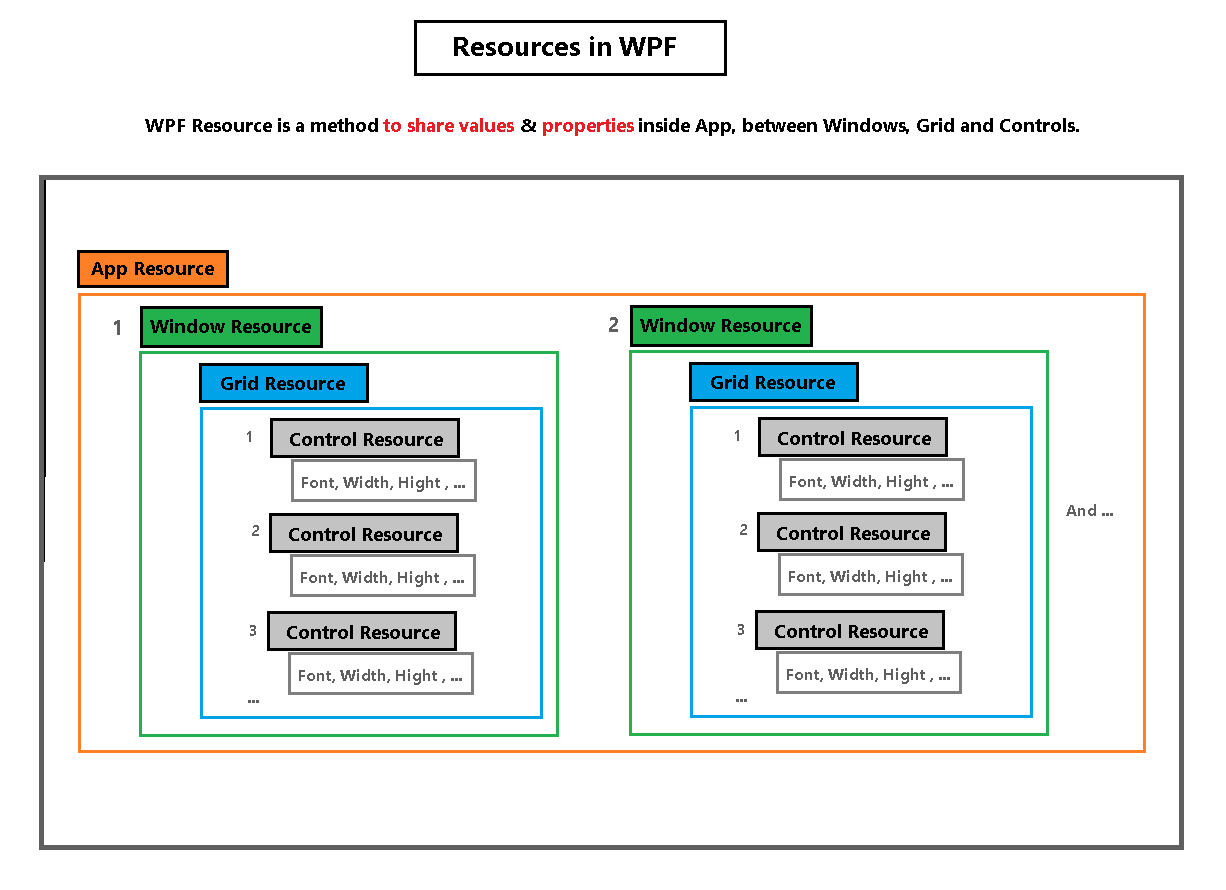 Resources in WPF
WPF Resource is a method to share values & properties inside App, between Windows, Grid and Controls.
App Resource
1 Window Resource
Grid Resource
1 Control Resource
Font, Width, Hight , ...
2 Control Resource
Font, Width, Hight , ...
3 Control Resource
Font, Width, Hight , ...
...
2 Window Resource
Grid Resource
1 Control Resource
Font, Width, Hight , ...
2 Control Resource
Font, Width, Hight , ...
3 Control Resource
Font, Width, Hight , ...
...
And ...